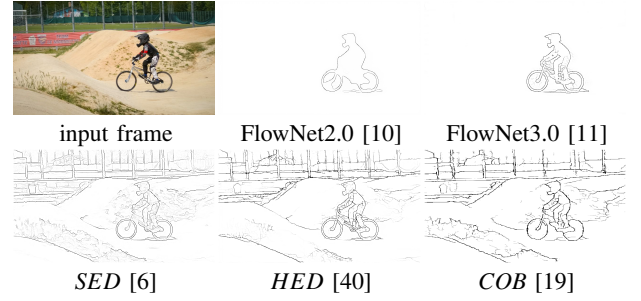 input frame
FlowNet2.0 [10]
FlowNet3.0 [11]
SED [6]
HED [40]
COB [19]